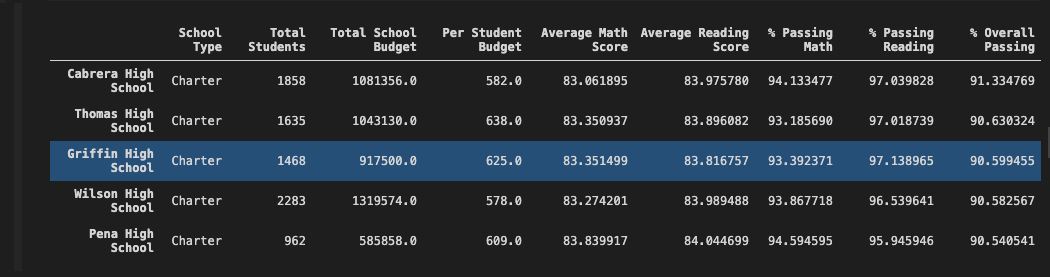 School Total Total School Per Student Average Math Average Reading % Passing % Passing % Overall
Type Students Budget Budget Score Score Math Reading Passing
Cabrera High
School Charter 1858 1081356.0 582.0 83.061895 83.975780 94.133477 97.039828 91.334769
Thomas High
School Charter 1635 1043130.0 638.0 83.350937 83.896082 93.185690 97.018739 90.630324
Griffin High
School Charter 1468 917500.0 625.0 83.351499 83.816757 93.392371 97.138965 90.599455
Wilson High
School Charter 2283 1319574.0 578.0 83.274201 83.989488 93.867718 96.539641 90.582567
Pena High
School Charter 962 585858.0 609.0 83.839917 84.044699 94.594595 95.945946 90.540541